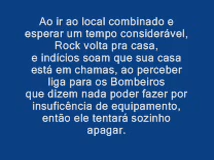 Ao ir ao local combinado e
esperar um tempo considerável,
Rock volta pra casa,
e indícios soam que sua casa
está em chamas, ao perceber
liga para os Bombeiros
que dizem nada poder fazer por
insuficência de equipamento,
então ele tentará sozinho
apagar.